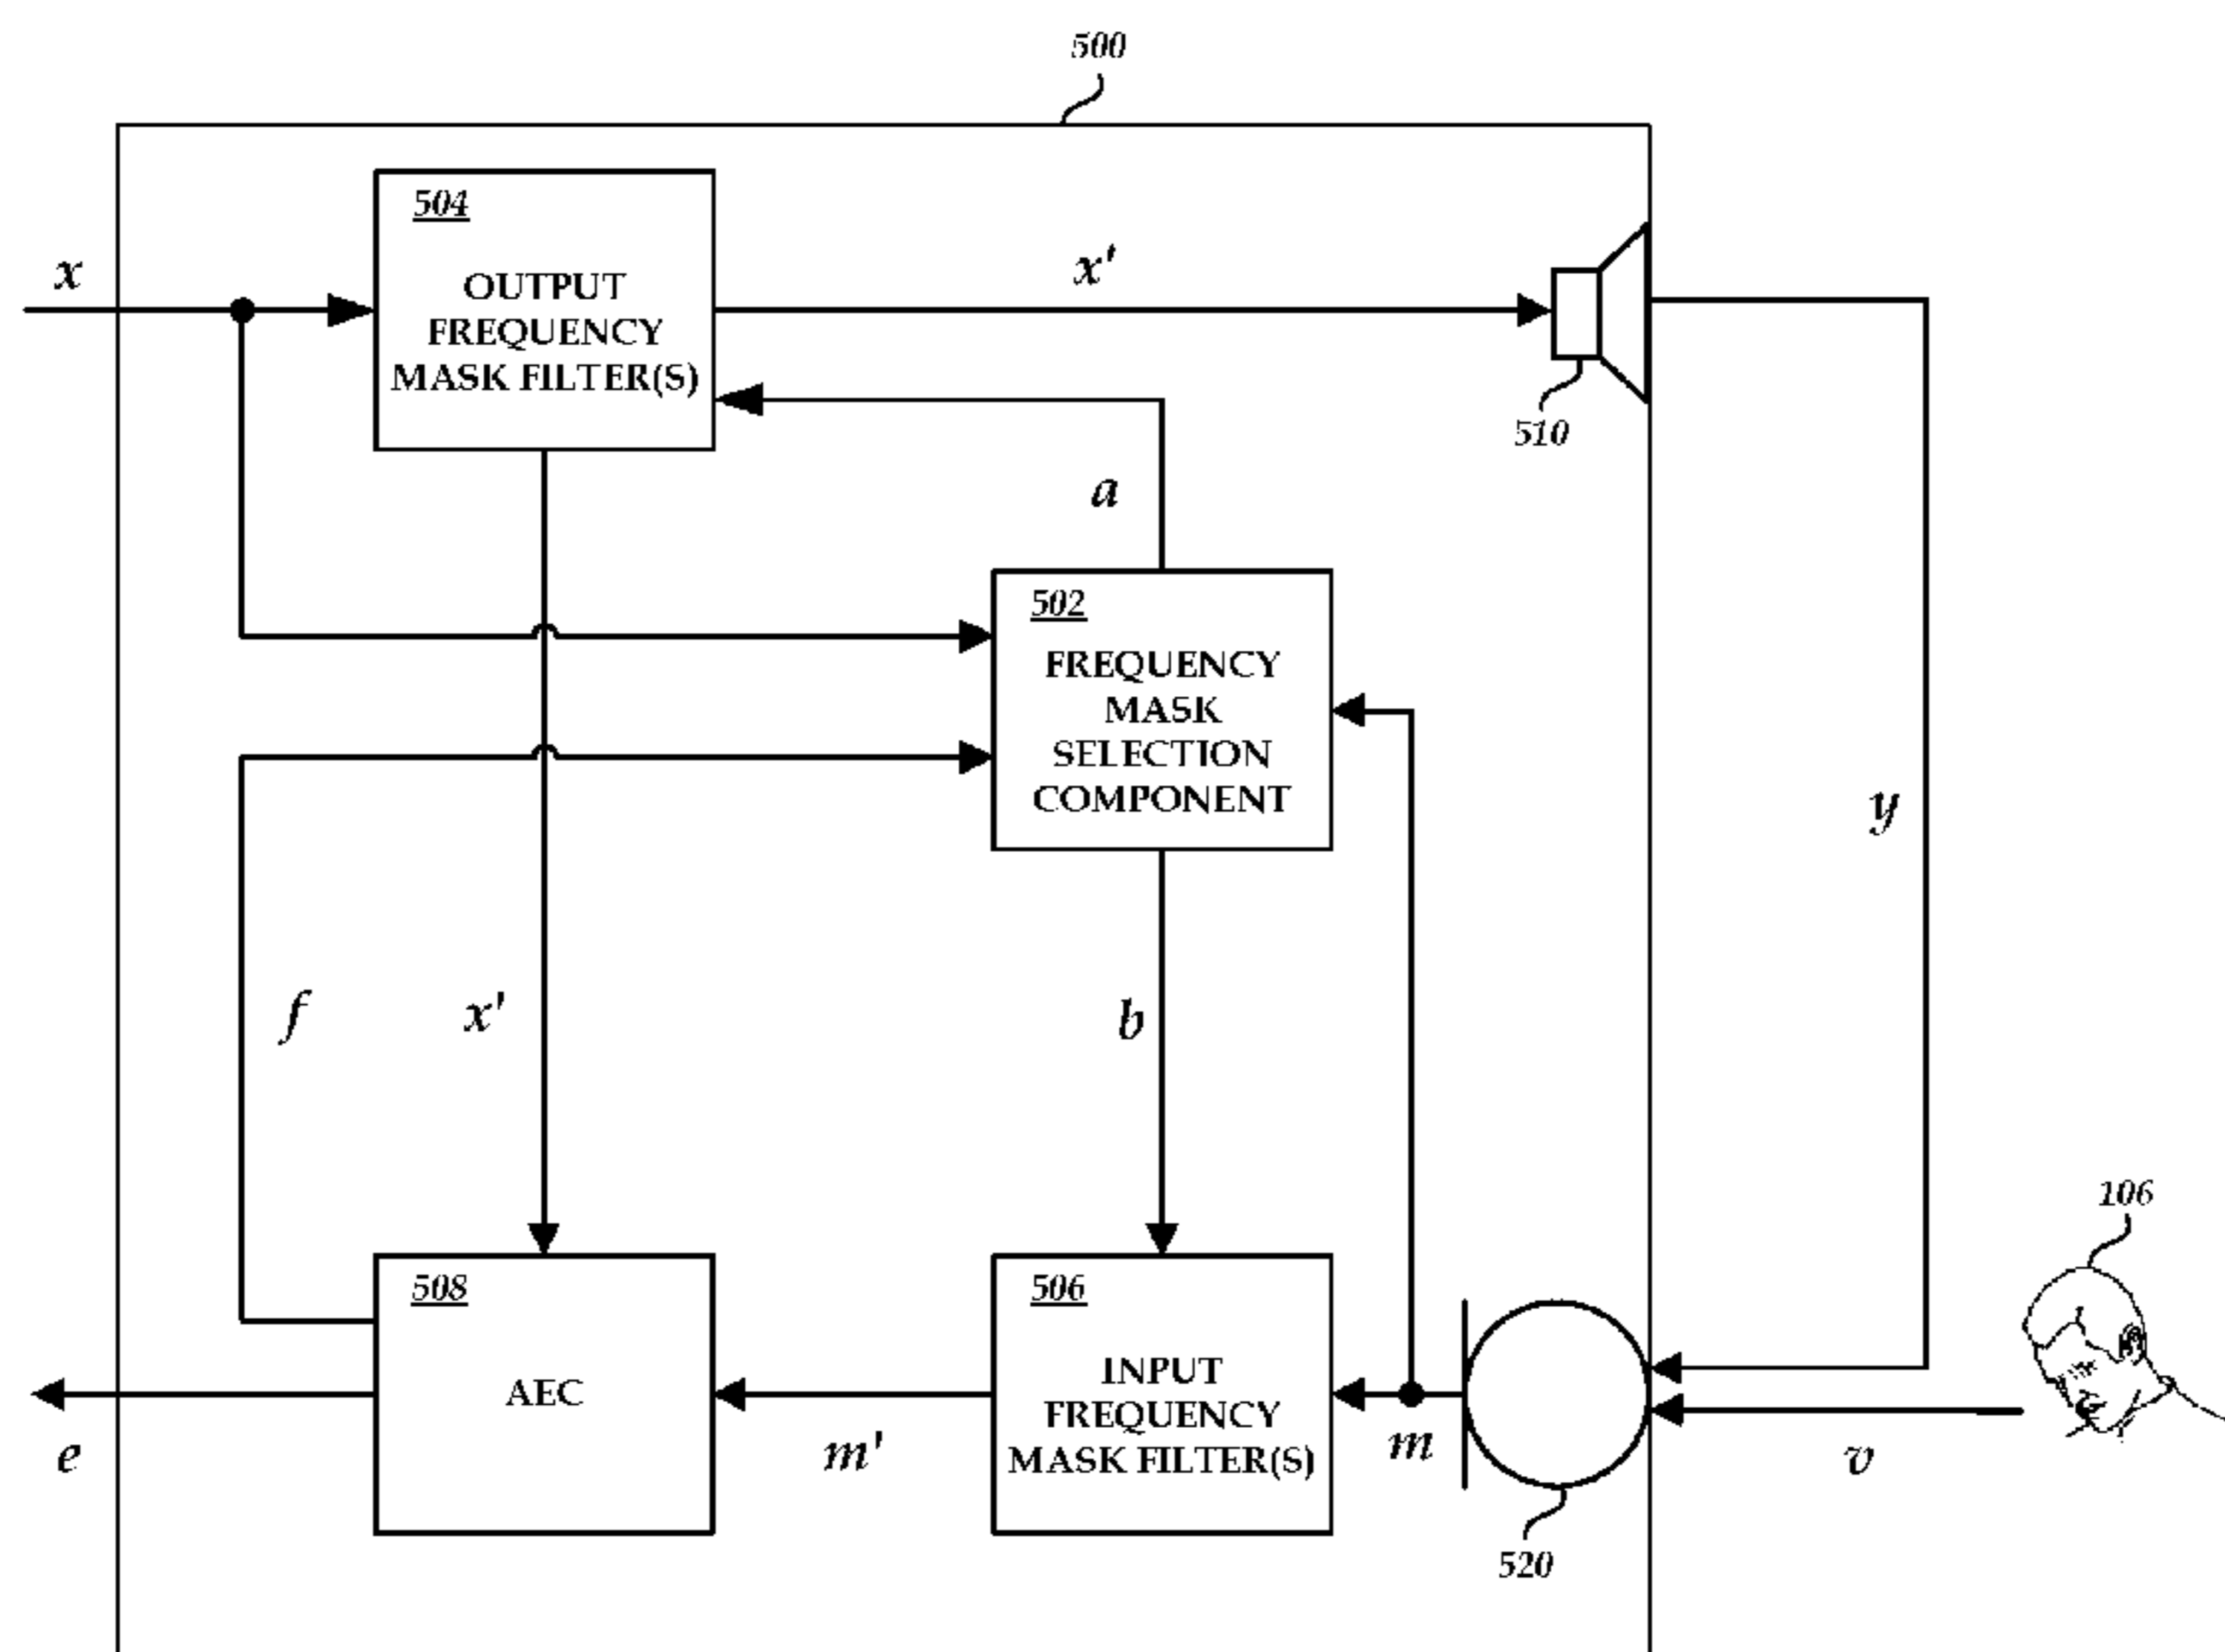 500
504
OUTPUT
FREQUENCY
MASK FILTER(S)
x
x'
510
a
502
FREQUENCY
MASK
SELECTION
COMPONENT
y
f
x'
b
106
508
AEC
506
INPUT
FREQUENCY
MASK FILTER(S)
e
m'
m
v
520